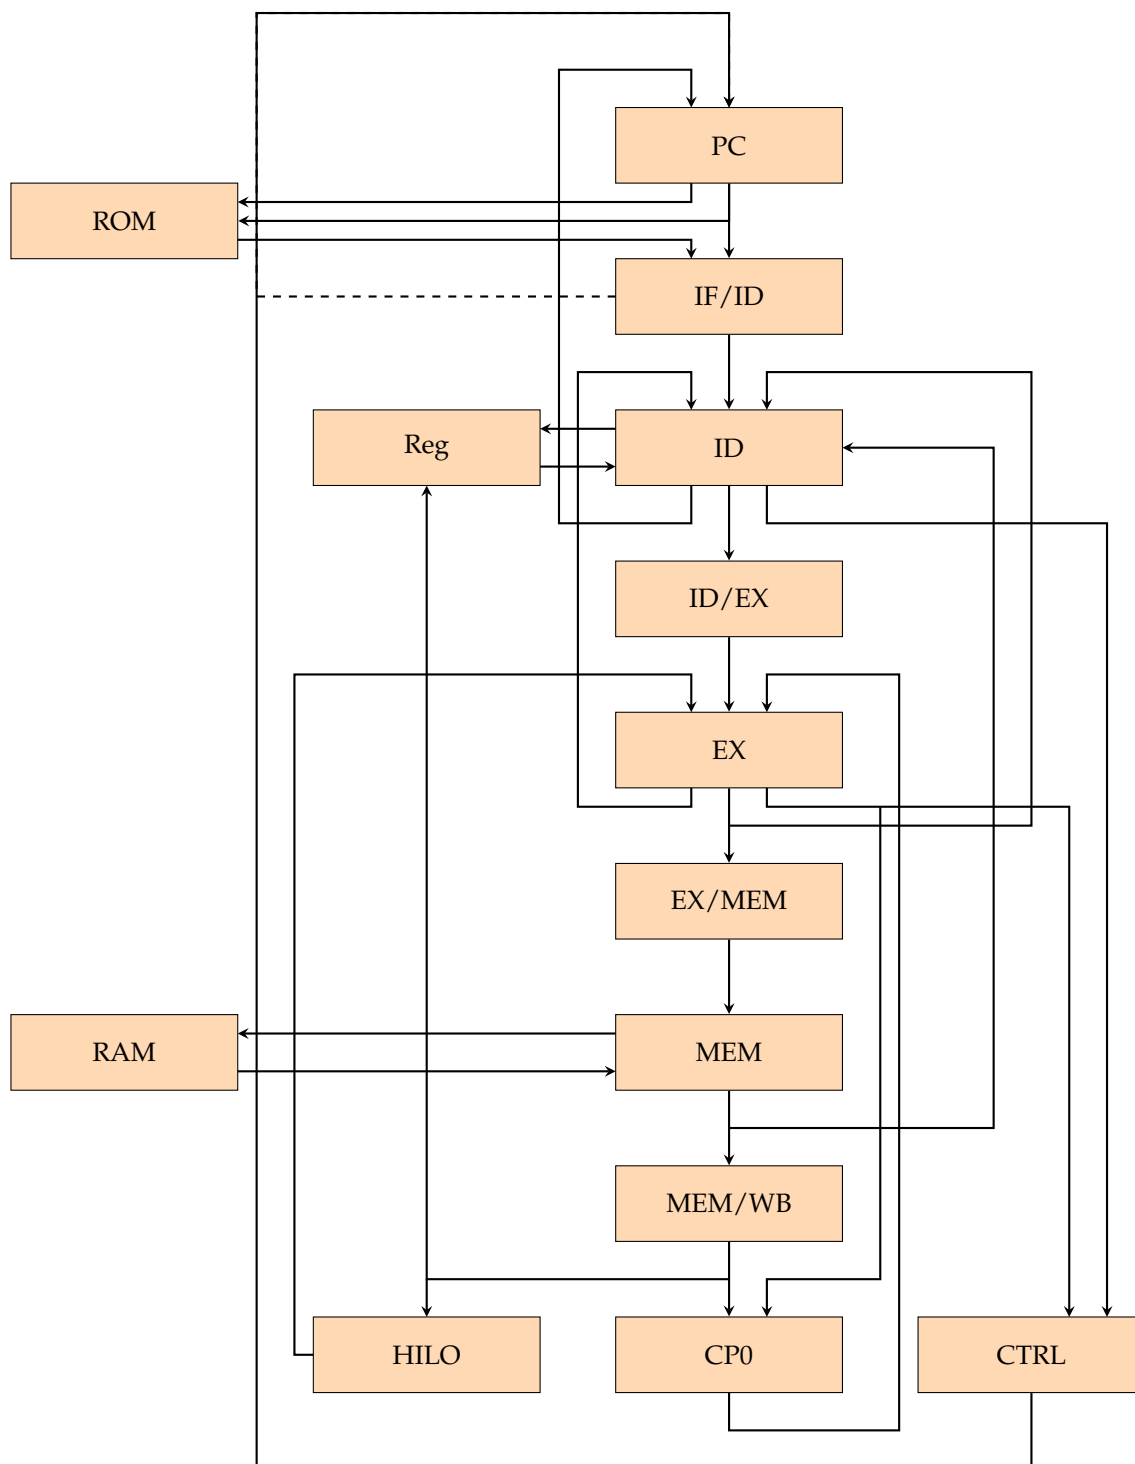 PC
ROM
IF/ID
Reg
ID
ID/EX
EX
EX/MEM
RAM
MEM
MEM/WB
HILO
CP0
CTRL